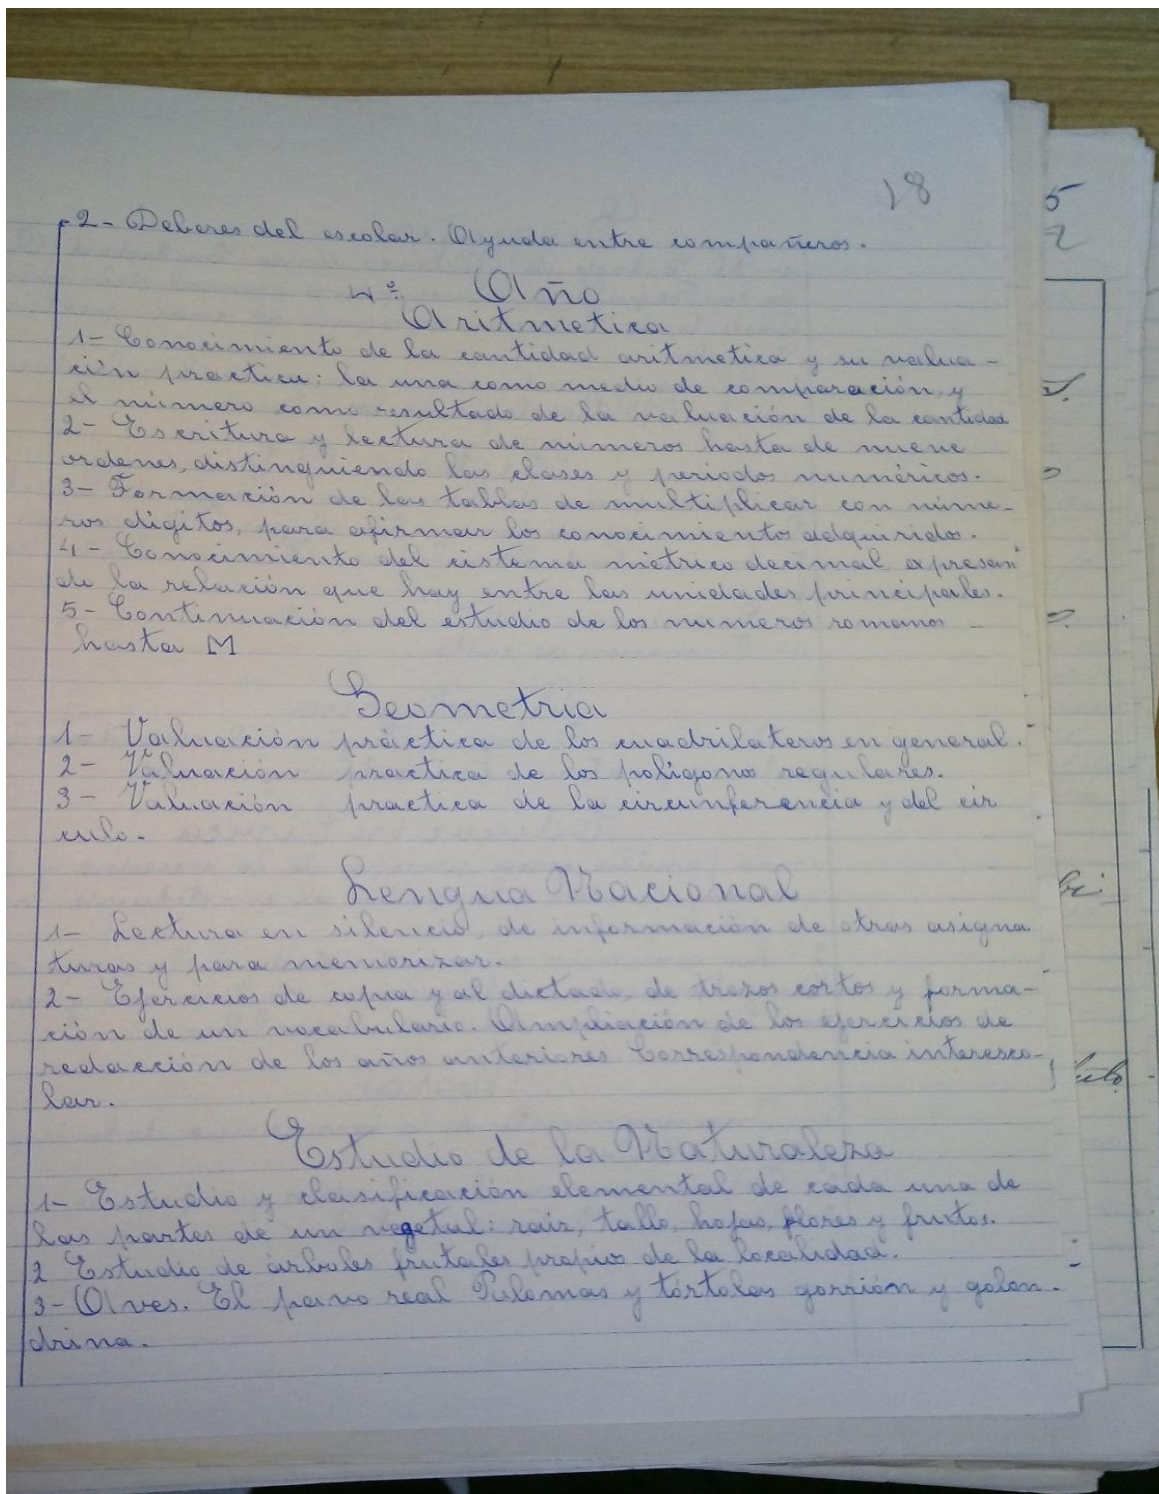 18
2- Deberes del escolar. Ayuda entre compañeros.
4º Año
Aritmetica
1- Conocimiento de la cantidad aritmetica y su valua-
ción practica: la una como medio de comparación, y
el número como resultado de la valuación de la cantidad
2- Escritura y lectura de números hasta de nueve
ordenes, distinguiendo las clases y periodos numéricos.
3- Formación de las tablas de multiplicar con núme-
ros digitos, para afirmar los conocimiento adquirido.
4- Conocimiento del cistema métrico decimal expresan
do la relación que hay entre las unidades principales.
5- Continuación del estudio de los numeros romanos
hasta M
Geometria
1- Valuación práctica de los cuadrilateros en general.
2- Valuación practica de los polígonos regulares.
3- Valuación practica de la circunferencia y del cir
culo.-
Lengua Nacional
1- Lectura en silencio, de información de otras asigna
turas y para memorizar.
2- Ejercicios de copia y al dictado, de trozos cortos y forma-
ción de un vocabulario. Ampliación de los ejercicios de
redacción de los años anteriores Correspondencia interesco-
lar.
Estudio de la Naturaleza
1- Estudio y clasificación elemental de cada una de
las partes de un vegetal: raiz, tallo, hojas, flores y frutos.
2 Estudio de árboles frutales propios de la localidad.
3- Aves. El pavo real Palomas y tórtolas gorrión y golon-
drina.